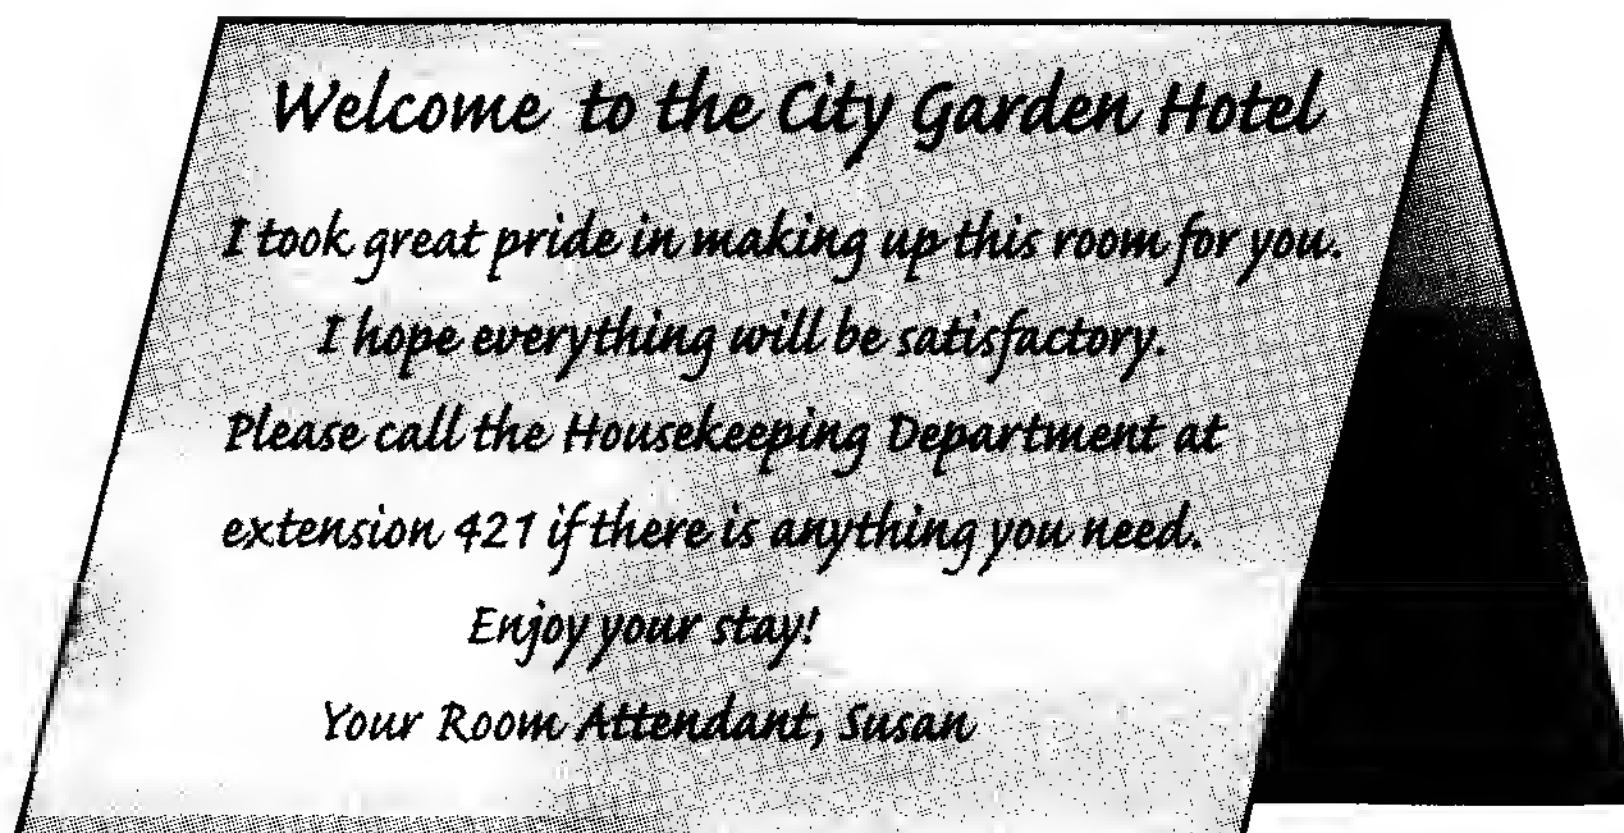 Welcome to the City Garden Hotel
I took great pride in making up this room for you.
I hope everything will be satisfactory.
Please call the Housekeeping Department at
extension 421 if there is anything you need.
Enjoy your stay!
Your Room Attendant, Susan